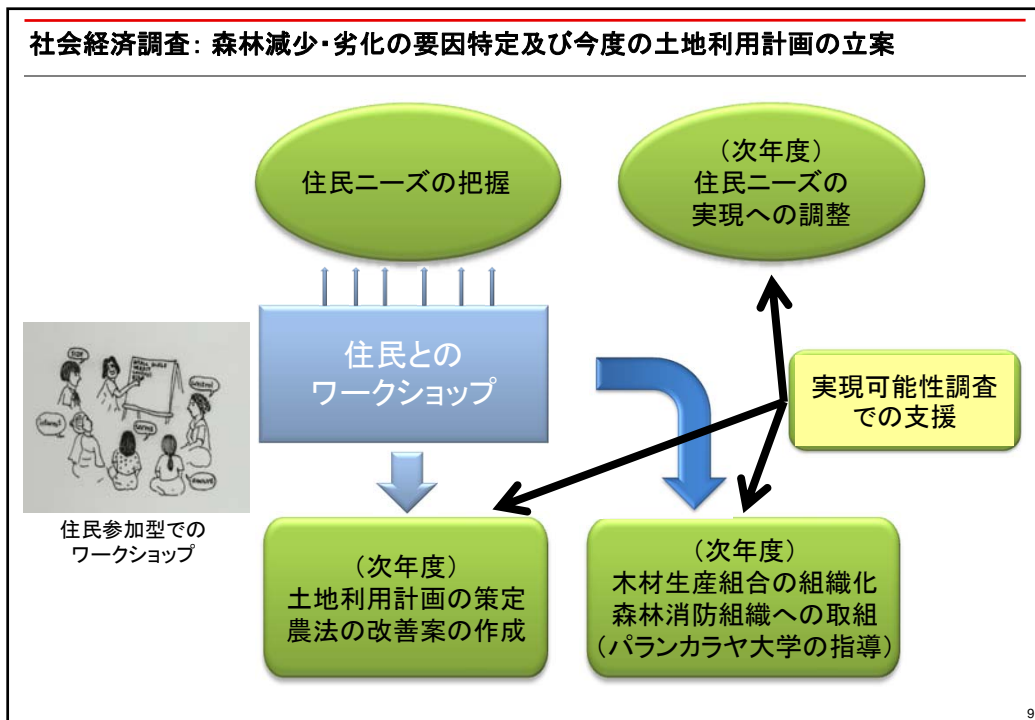 社会経済調査: 森林減少・劣化の要因特定及び今度の土地利用計画の立案
住民ニーズの把握
（次年度）
住民ニーズの
実現への調整
住民との
ワークショップ
実現可能性調査
での支援
住民参加型での
ワークショップ
（次年度）
土地利用計画の策定
農法の改善案の作成
（次年度）
木材生産組合の組織化
森林消防組織への取組
(パランカラヤ大学の指導)
9